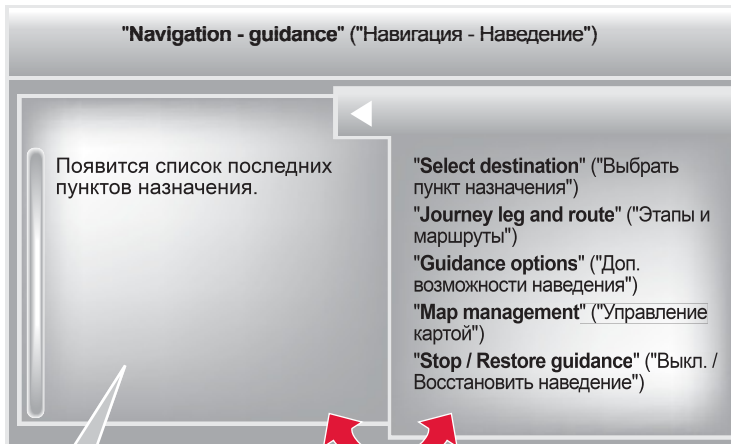 "Navigation - guidance" ("Навигация - Наведение")
Появится список последних
пунктов назначения.
"Select destination" ("Выбрать
пункт назначения")
"Journey leg and route" ("Этапы и
маршруты")
"Guidance options" ("Доп.
возможности наведения")
"Map management" ("Управление
картой")
"Stop / Restore guidance" ("Выкл. /
Восстановить наведение")